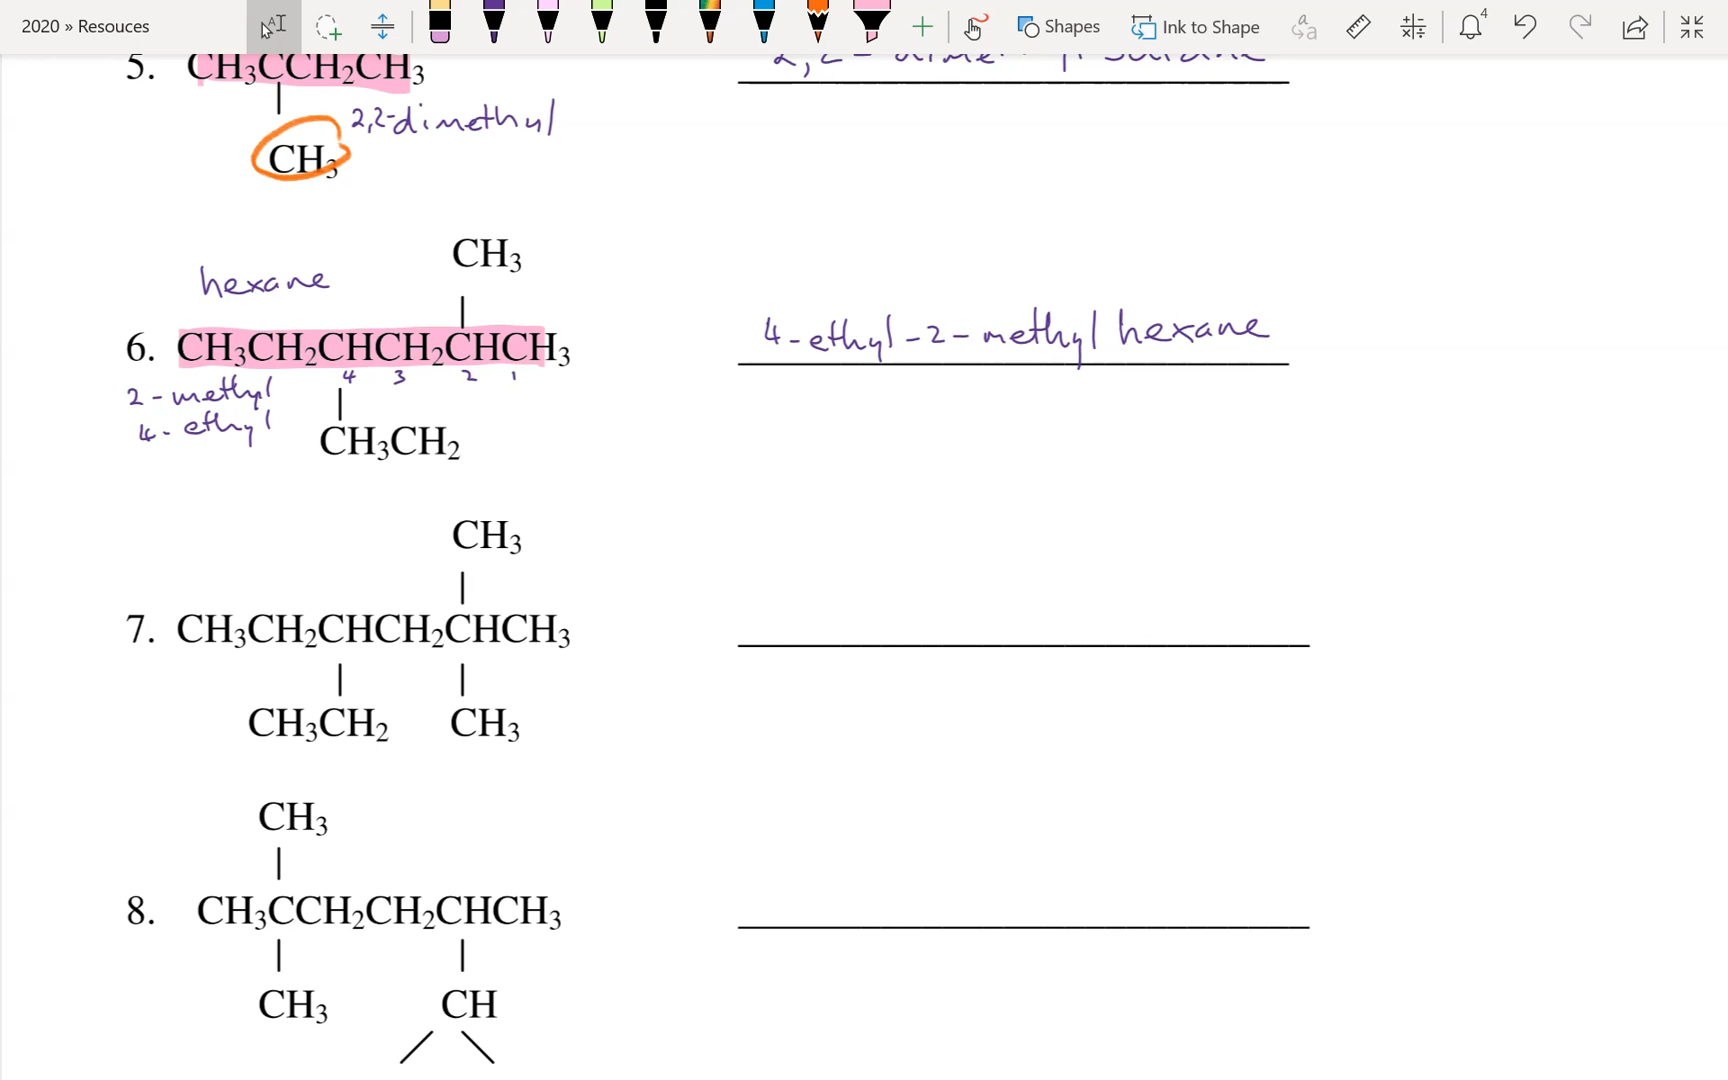 2020 » Resouces
Shapes
Ink to Shape
4
5. CH₃CCH₂CH₃
2,2-dimethyl
CH₃
CH₃
hexane
6. CH₃CH₂CHCH₂CHCH₃
4-ethyl-2-methyl hexane
4 3 2 1
2-methyl
4-ethyl
CH₃CH₂
CH₃
7. CH₃CH₂CHCH₂CHCH₃
CH₃CH₂ CH₃
CH₃
8. CH₃CCH₂CH₂CHCH₃
CH₃ CH